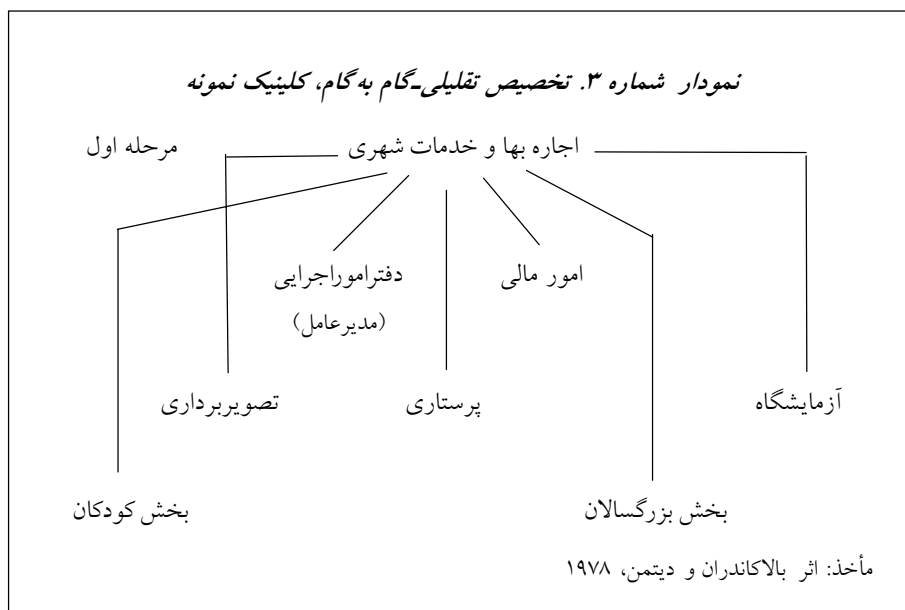 نمودار شماره ۳. تخصیص تقلیلی-گام به گام، کلینیک نمونه
اجاره بها و خدمات شهری
مرحله اول
امور مالی
دفترامور‌اجرایی
(مدیرعامل)
آزمایشگاه
پرستاری
تصویربرداری
بخش بزرگسالان
بخش کودکان
مأخذ: اثر بالاکاندران و دیتمن، ۱۹۷۸